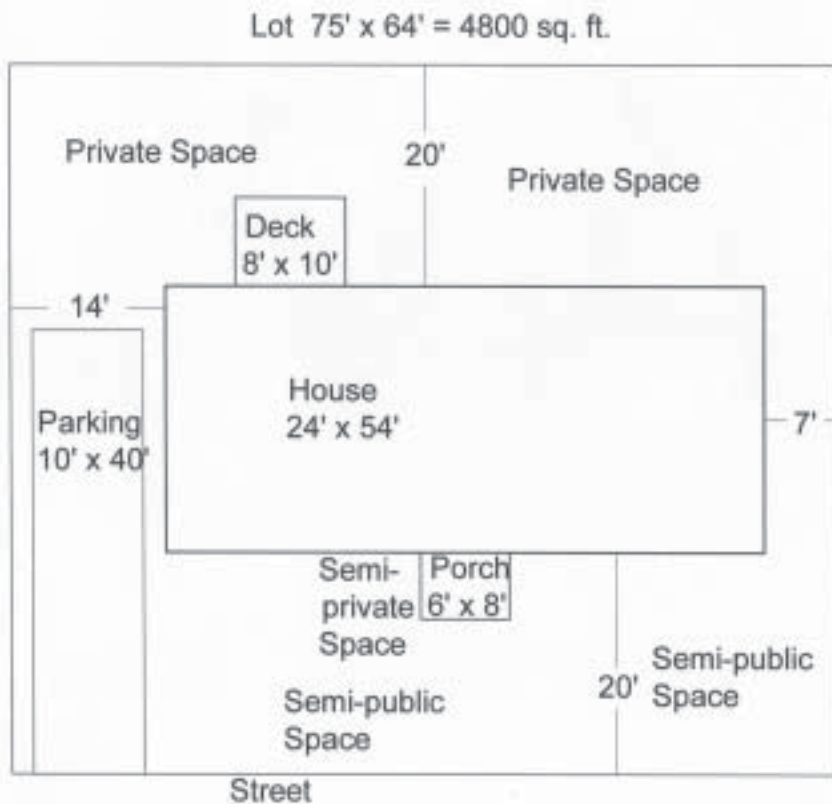 Lot 75' x 64' = 4800 sq. ft.
Private Space
20'
Private Space
Deck
8' x 10'
14'
House
24' x 54'
Parking
10' x 40'
7'
Semi-
private
Space
Porch
6' x 8'
Semi-public
Space
20'
Semi-public
Space
Street